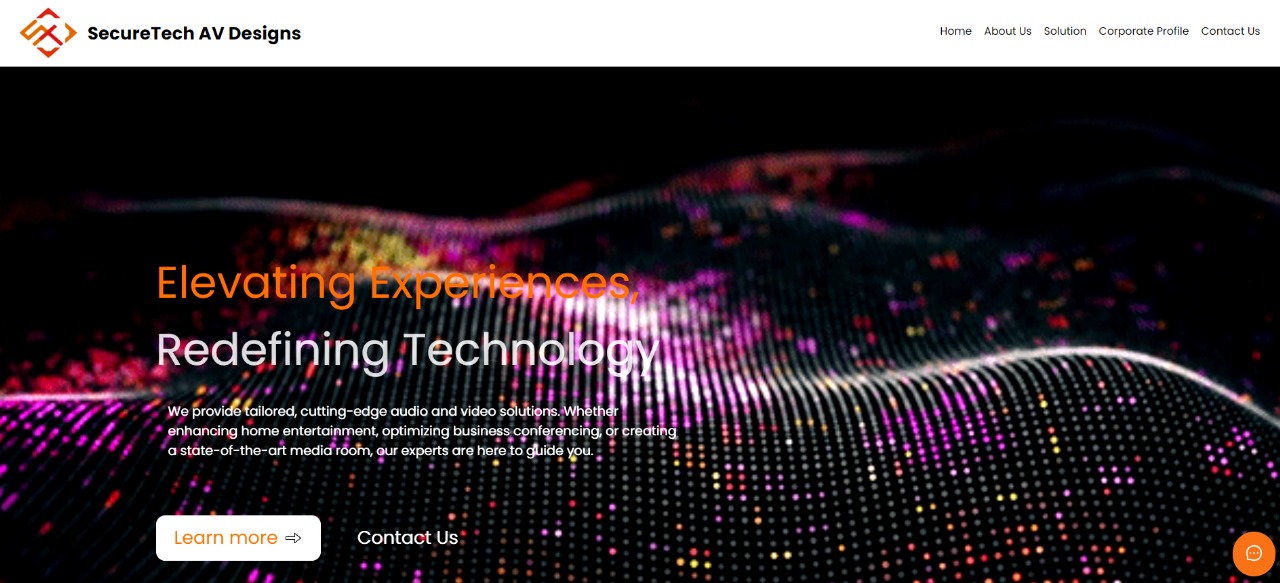 SecureTech AV Designs
Home About Us Solution Corporate Profile Contact Us
Elevating Experiences,
Redefining Technology
We provide tailored, cutting-edge audio and video solutions. Whether
enhancing home entertainment, optimizing business conferencing, or creating
a state-of-the-art media room, our experts are here to guide you.
Learn more
Contact Us